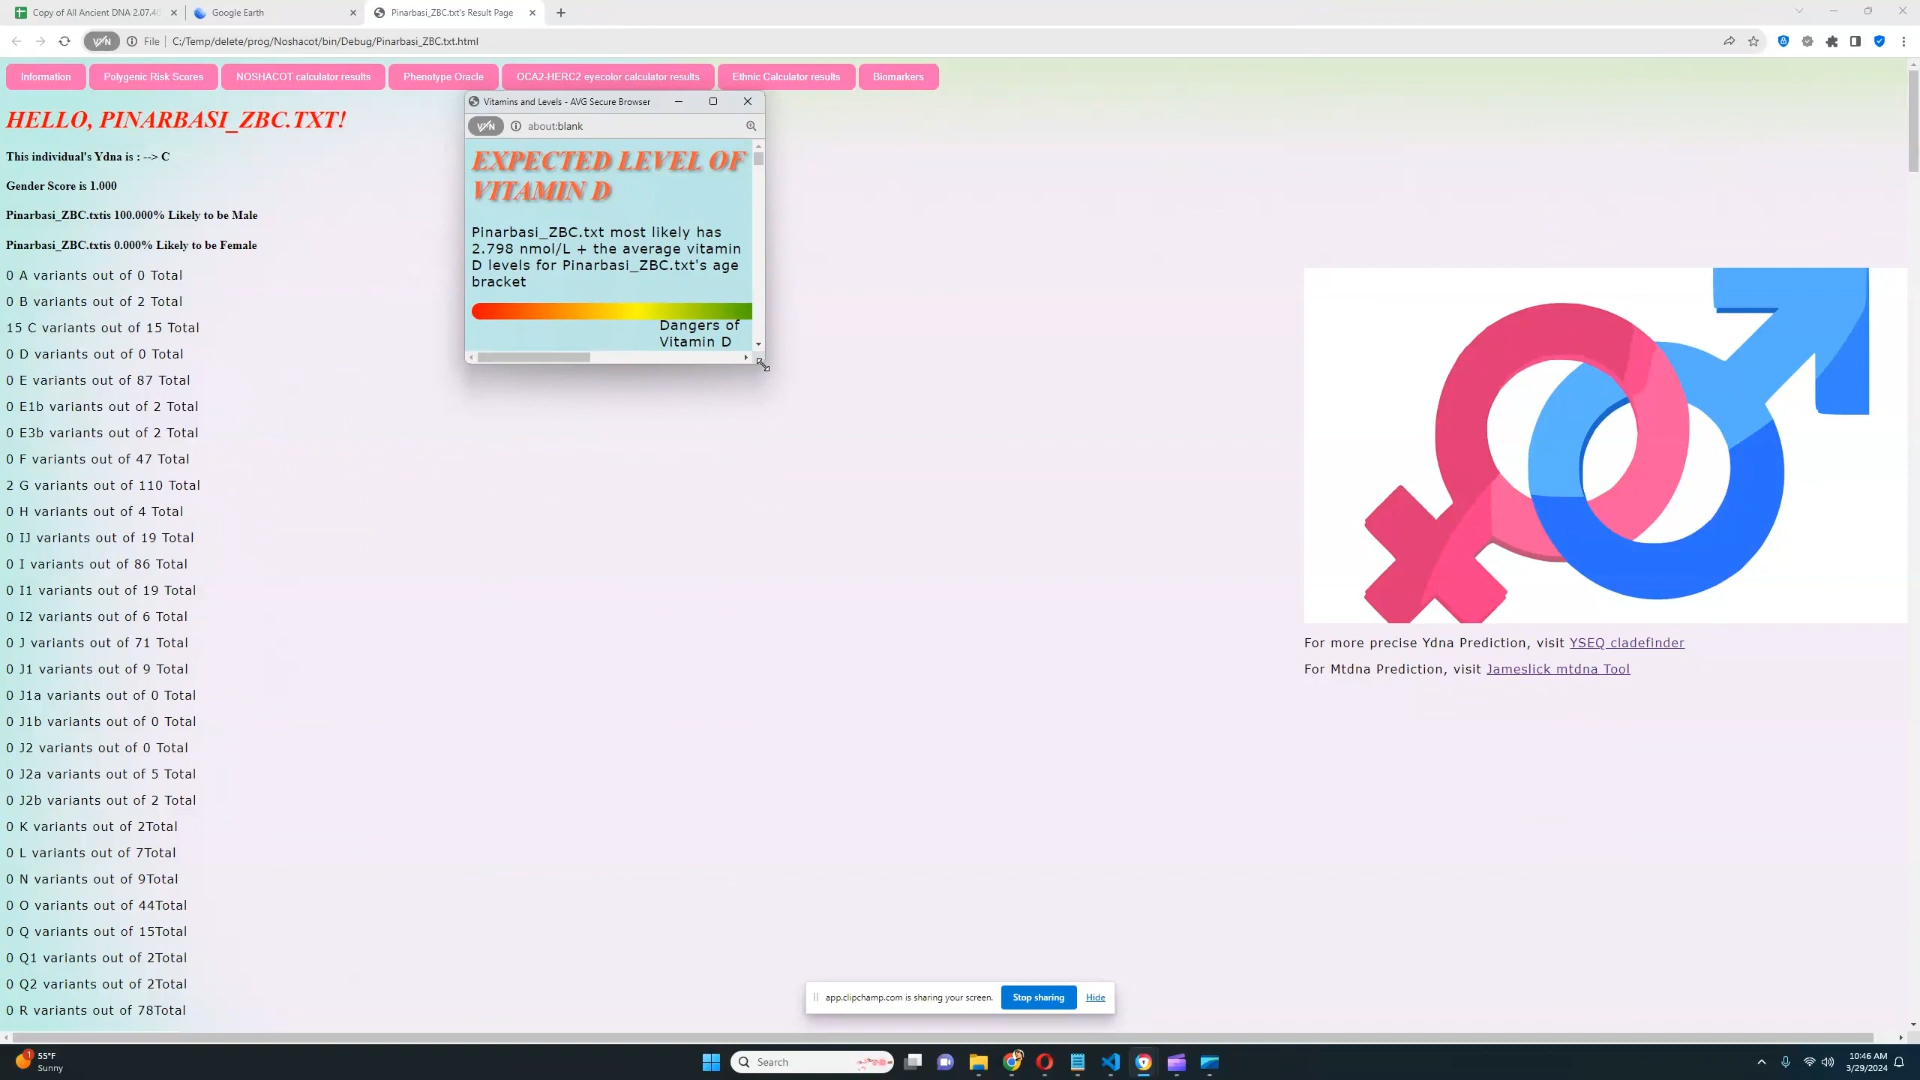 Copy of All Ancient DNA 2.07.46
Google Earth
Pinarbasi_ZBC.txt's Result Page
VPN
File
C:/Temp/delete/prog/Noshacot/bin/Debug/Pinarbasi_ZBC.txt.html
Information
Polygenic Risk Scores
NOSHACOT calculator results
Phenotype Oracle
OCA2-HERC2 eyecolor calculator results
Ethnic Calculator results
Biomarkers
HELLO, PINARBASI_ZBC.TXT!
This individual's Ydna is : --> C
Gender Score is 1.000
Pinarbasi_ZBC.txtis 100.000% Likely to be Male
Pinarbasi_ZBC.txtis 0.000% Likely to be Female
0 A variants out of 0 Total
0 B variants out of 2 Total
15 C variants out of 15 Total
0 D variants out of 0 Total
0 E variants out of 87 Total
0 E1b variants out of 2 Total
0 E3b variants out of 2 Total
0 F variants out of 47 Total
2 G variants out of 110 Total
0 H variants out of 4 Total
0 IJ variants out of 19 Total
0 I variants out of 86 Total
0 I1 variants out of 19 Total
0 I2 variants out of 6 Total
0 J variants out of 71 Total
0 J1 variants out of 9 Total
0 J1a variants out of 0 Total
0 J1b variants out of 0 Total
0 J2 variants out of 0 Total
0 J2a variants out of 5 Total
0 J2b variants out of 2 Total
0 K variants out of 2Total
0 L variants out of 7Total
0 N variants out of 9Total
0 O variants out of 44Total
0 Q variants out of 15Total
0 Q1 variants out of 2Total
0 Q2 variants out of 2Total
0 R variants out of 78Total
Vitamins and Levels - AVG Secure Browser
VPN
about:blank
EXPECTED LEVEL OF
VITAMIN D
Pinarbasi_ZBC.txt most likely has
2.798 nmol/L + the average vitamin
D levels for Pinarbasi_ZBC.txt's age
bracket
Dangers of
Vitamin D
For more precise Ydna Prediction, visit YSEQ cladefinder
For Mtdna Prediction, visit Jameslick mtdna Tool
app.clipchamp.com is sharing your screen.
Stop sharing
Hide
1
55°F
Sunny
Search
10:46 AM
3/29/2024